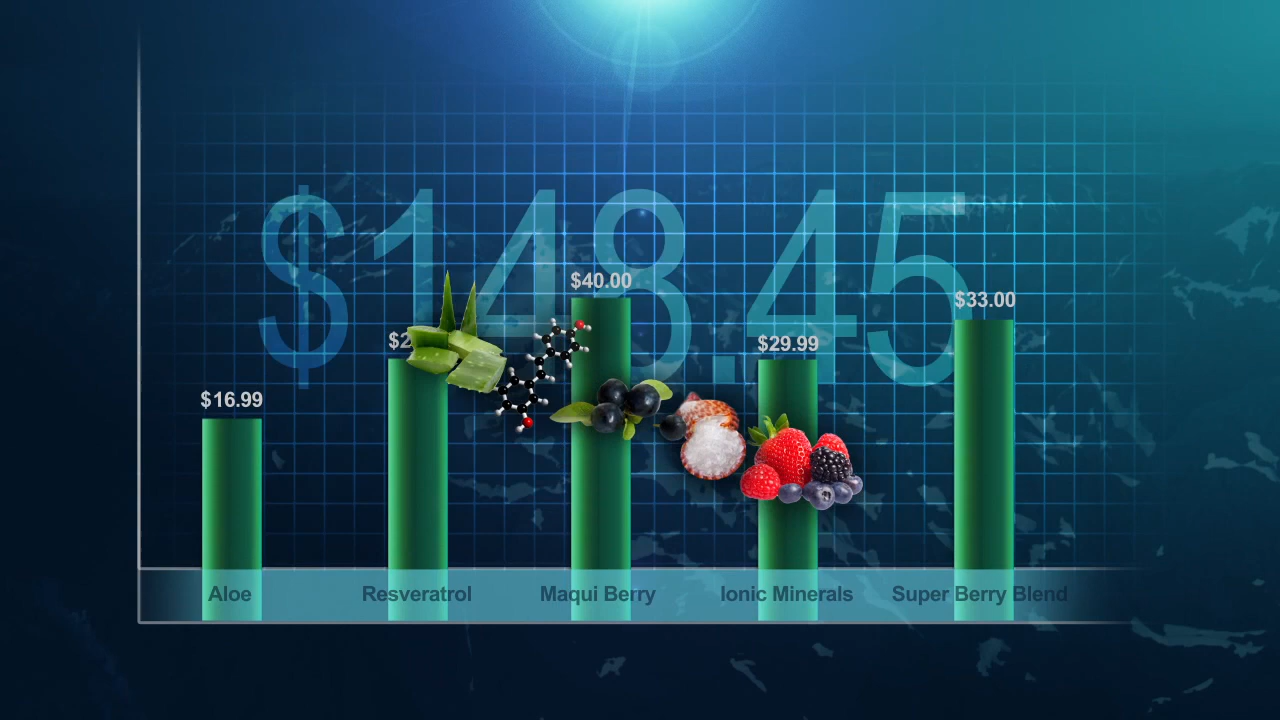 $148.45
$40.00
$33.00
$2
$29.99
$16.99
Aloe
Resveratrol
Maqui Berry
Ionic Minerals
Super Berry Blend